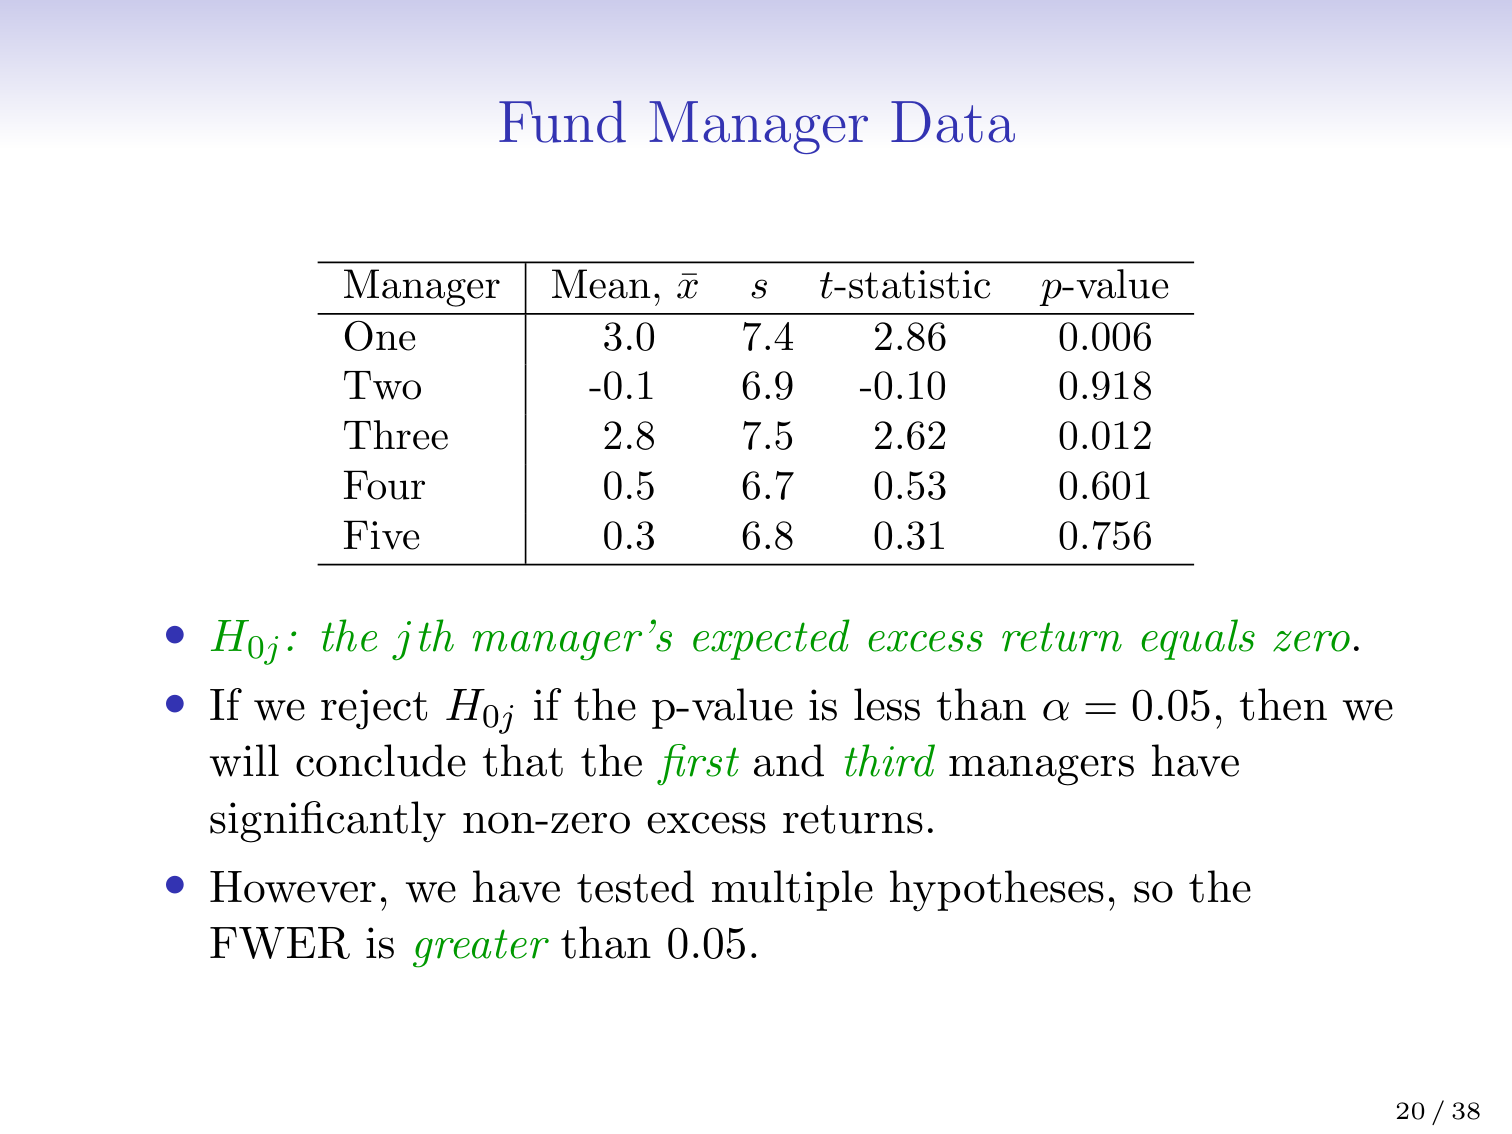 Fund Manager Data
Manager Mean, x̄ s t-statistic p-value
One 3.0 7.4 2.86 0.006
Two -0.1 6.9 -0.10 0.918
Three 2.8 7.5 2.62 0.012
Four 0.5 6.7 0.53 0.601
Five 0.3 6.8 0.31 0.756
• H₀ⱼ: the jth manager's expected excess return equals zero.
• If we reject H₀ⱼ if the p-value is less than α = 0.05, then we
will conclude that the first and third managers have
significantly non-zero excess returns.
• However, we have tested multiple hypotheses, so the
FWER is greater than 0.05.
20 / 38